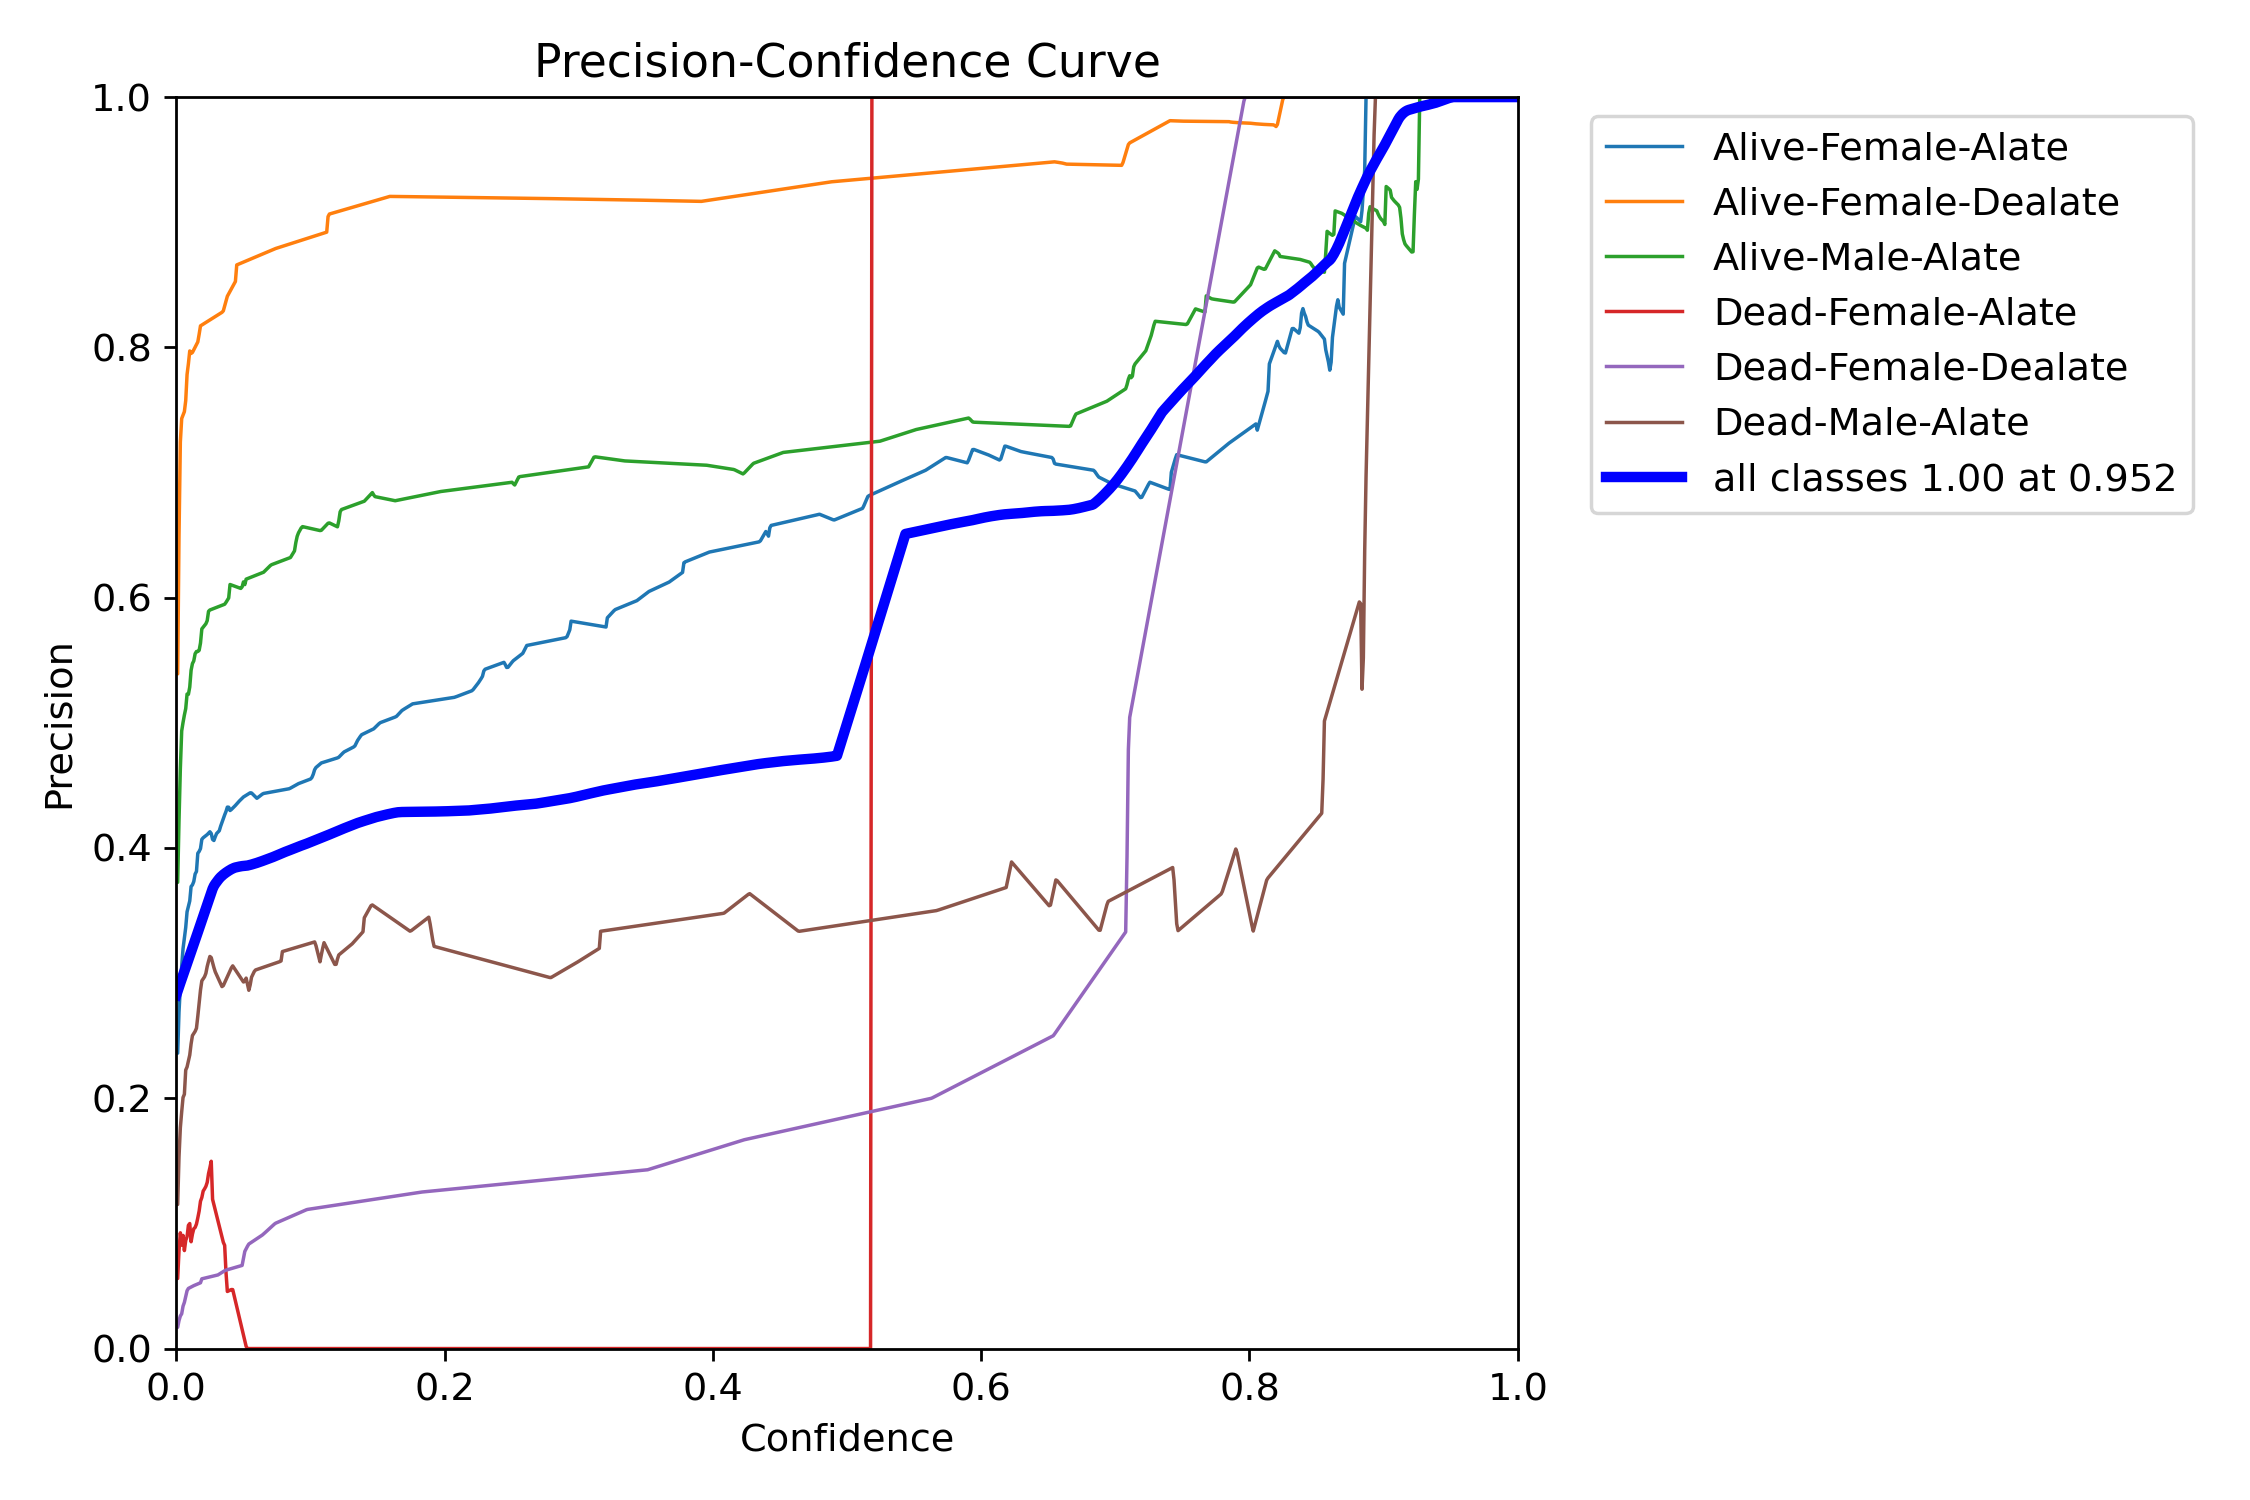 Precision-Confidence Curve
1.0
0.8
0.6
0.4
0.2
0.0
Precision
0.0 0.2 0.4 0.6 0.8 1.0
Confidence
Alive-Female-Alate
Alive-Female-Dealate
Alive-Male-Alate
Dead-Female-Alate
Dead-Female-Dealate
Dead-Male-Alate
all classes 1.00 at 0.952